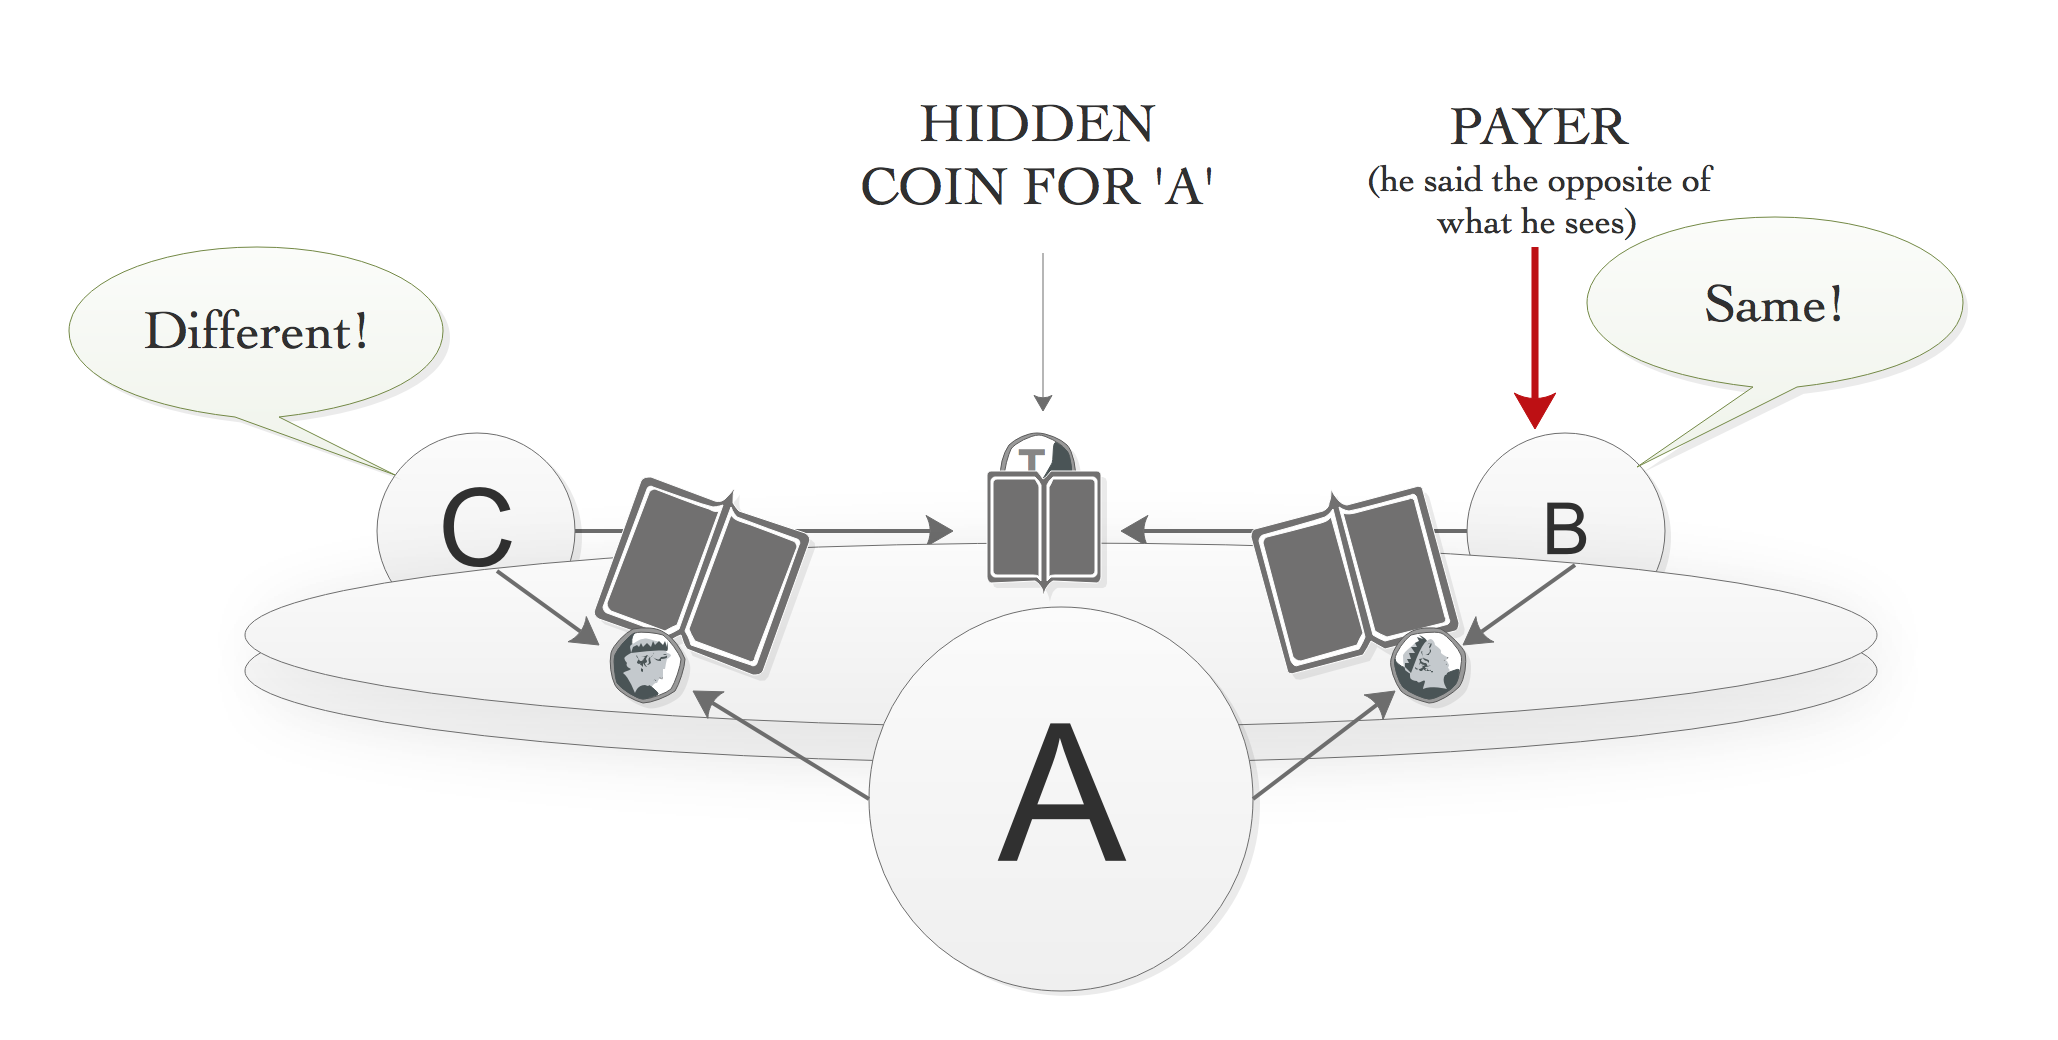 HIDDEN
COIN FOR 'A'
PAYER
(he said the opposite of
what he sees)
Different!
Same!
T
C
B
A